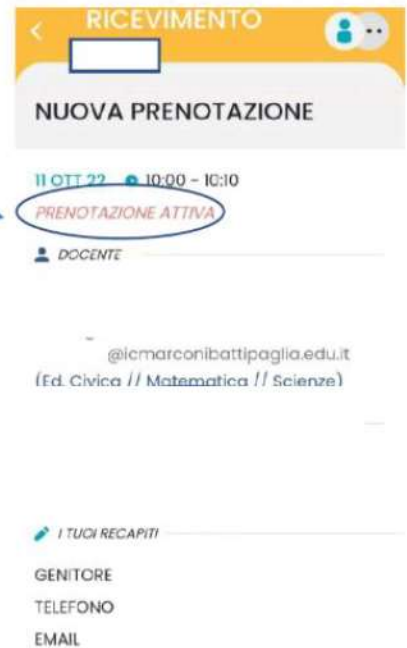 RICEVIMENTO
NUOVA PRENOTAZIONE
11 OTT 22 10:00 - 10:10
PRENOTAZIONE ATTIVA
DOCENTE
@icmarconibattipaglia.edu.it
(Ed. Civica // Matematica // Scienze)
I TUOI RECAPITI
GENITORE
TELEFONO
EMAIL